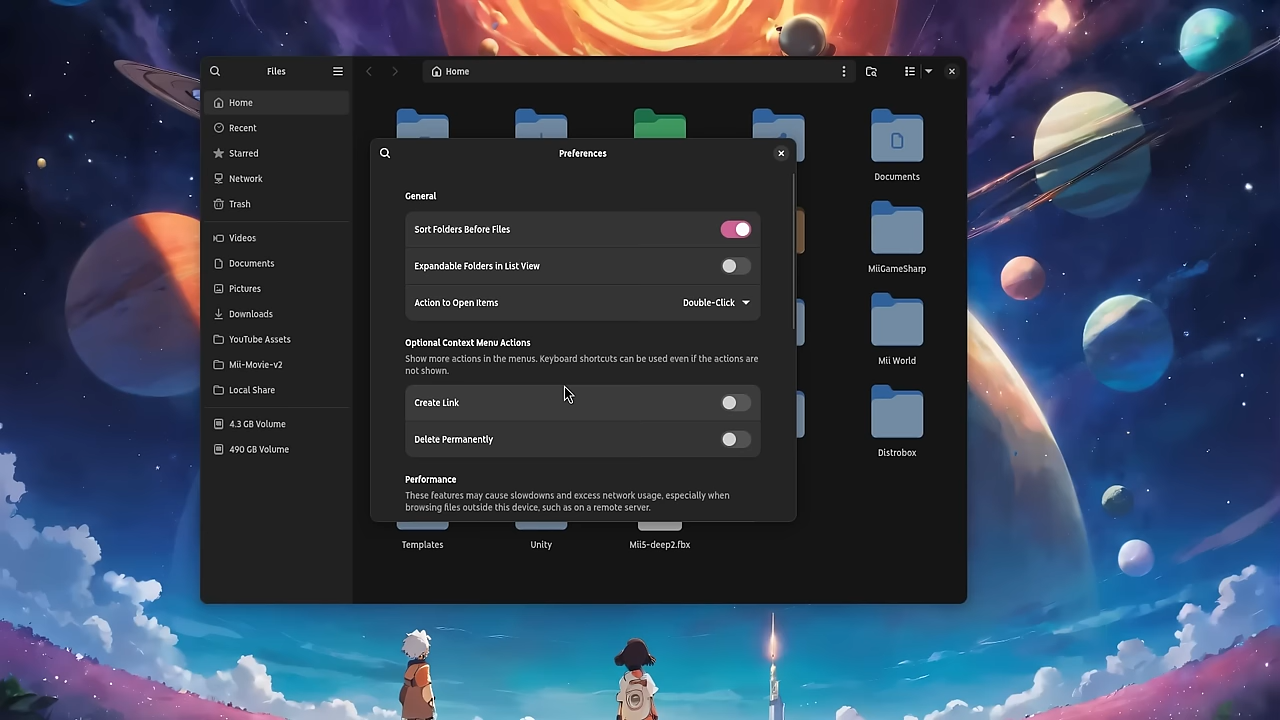 Files
Home
Home
Recent
Starred
Network
Trash
Videos
Documents
Pictures
Downloads
YouTube Assets
Mii-Movie-v2
Local Share
4.3 GB Volume
490 GB Volume
Preferences
General
Sort Folders Before Files
Expandable Folders in List View
Action to Open Items
Double-Click
Optional Context Menu Actions
Show more actions in the menus. Keyboard shortcuts can be used even if the actions are
not shown.
Create Link
Delete Permanently
Performance
These features may cause slowdowns and excess network usage, especially when
browsing files outside this device, such as on a remote server.
Documents
MiiGameSharp
Mii World
Distrobox
Templates
Unity
Mii5-deep2.fbx